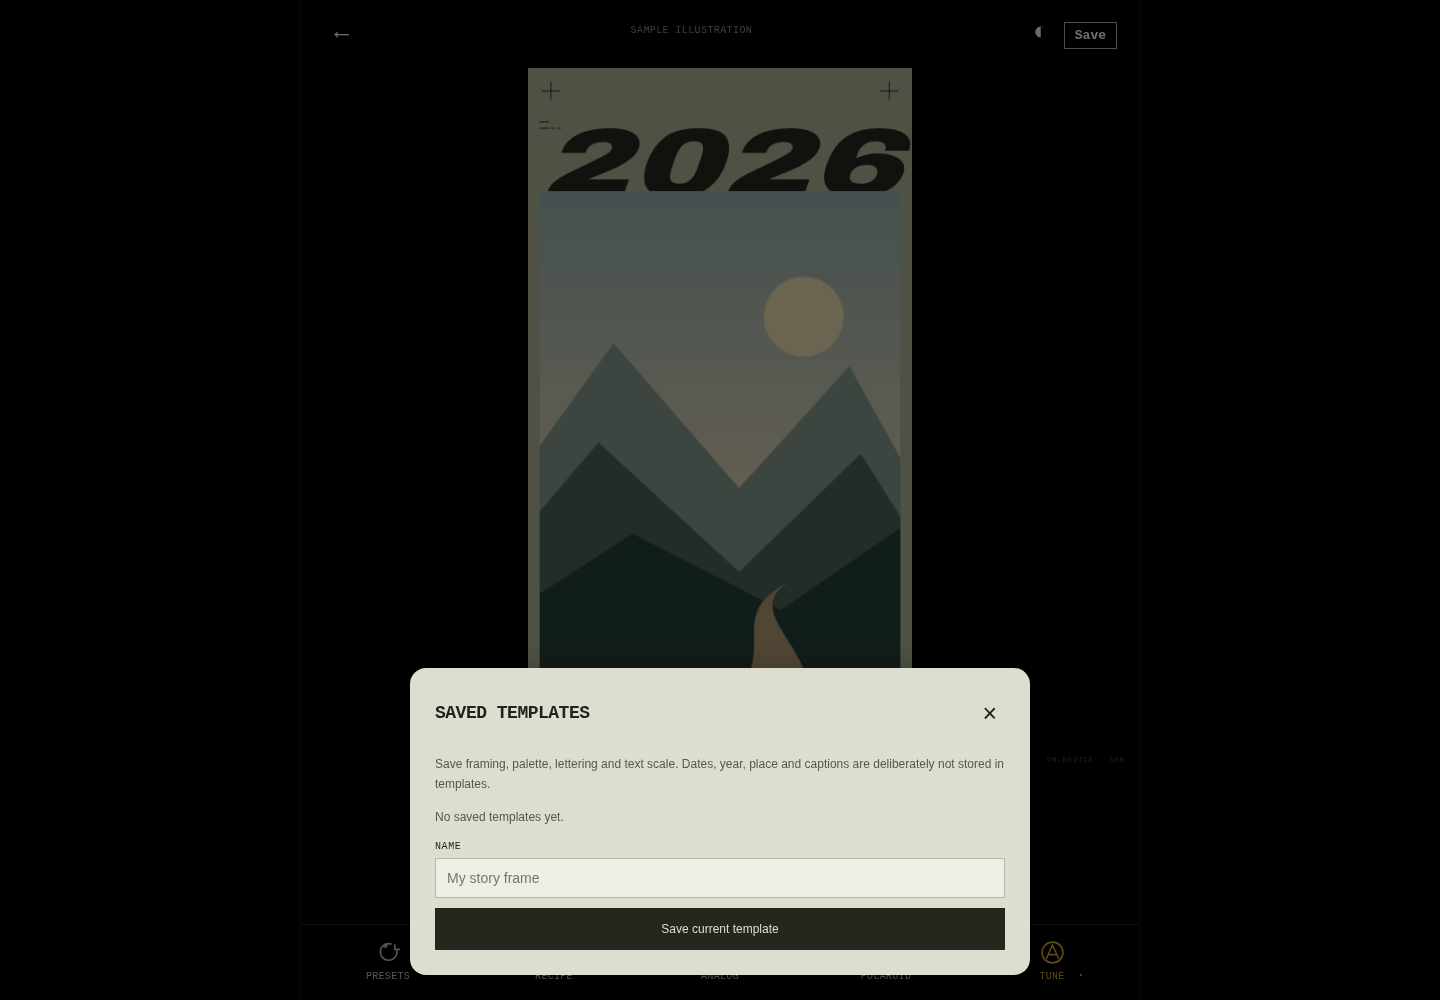 ←
SAMPLE ILLUSTRATION
Save
2026
SAVED TEMPLATES
×
Save framing, palette, lettering and text scale. Dates, year, place and captions are deliberately not stored in
templates.
No saved templates yet.
NAME
My story frame
Save current template
ON-DEVICE ·
PRESETS
RECIPE
ANALOG
POLAROID
TUNE